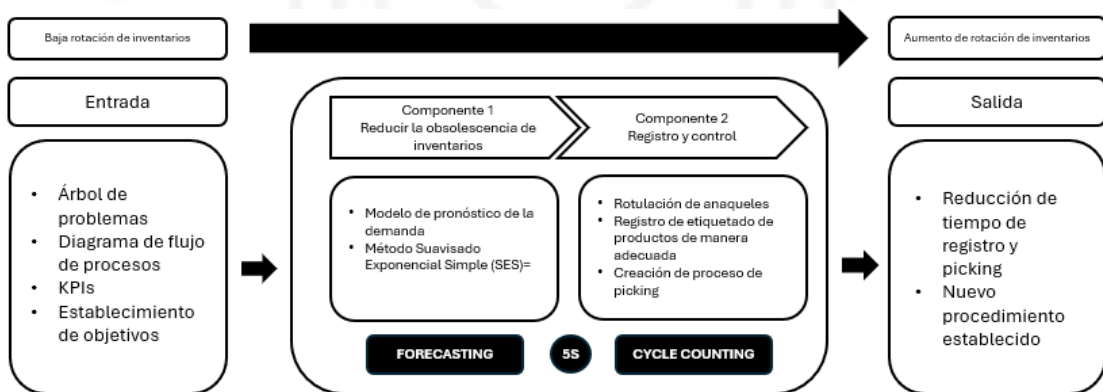 Baja rotación de inventarios
Aumento de rotación de inventarios
Entrada
Salida
Componente 1
Reducir la obsolescencia de
inventarios
Componente 2
Registro y control
• Árbol de
problemas
• Diagrama de flujo
de procesos
• KPIs
• Establecimiento
de objetivos
• Modelo de pronóstico de la
demanda
• Método Suavisado
Exponencial Simple (SES)=
• Rotulación de anaqueles
• Registro de etiquetado de
productos de manera
adecuada
• Creación de proceso de
picking
• Reducción de
tiempo de
registro y
picking
• Nuevo
procedimiento
establecido
FORECASTING
5S
CYCLE COUNTING